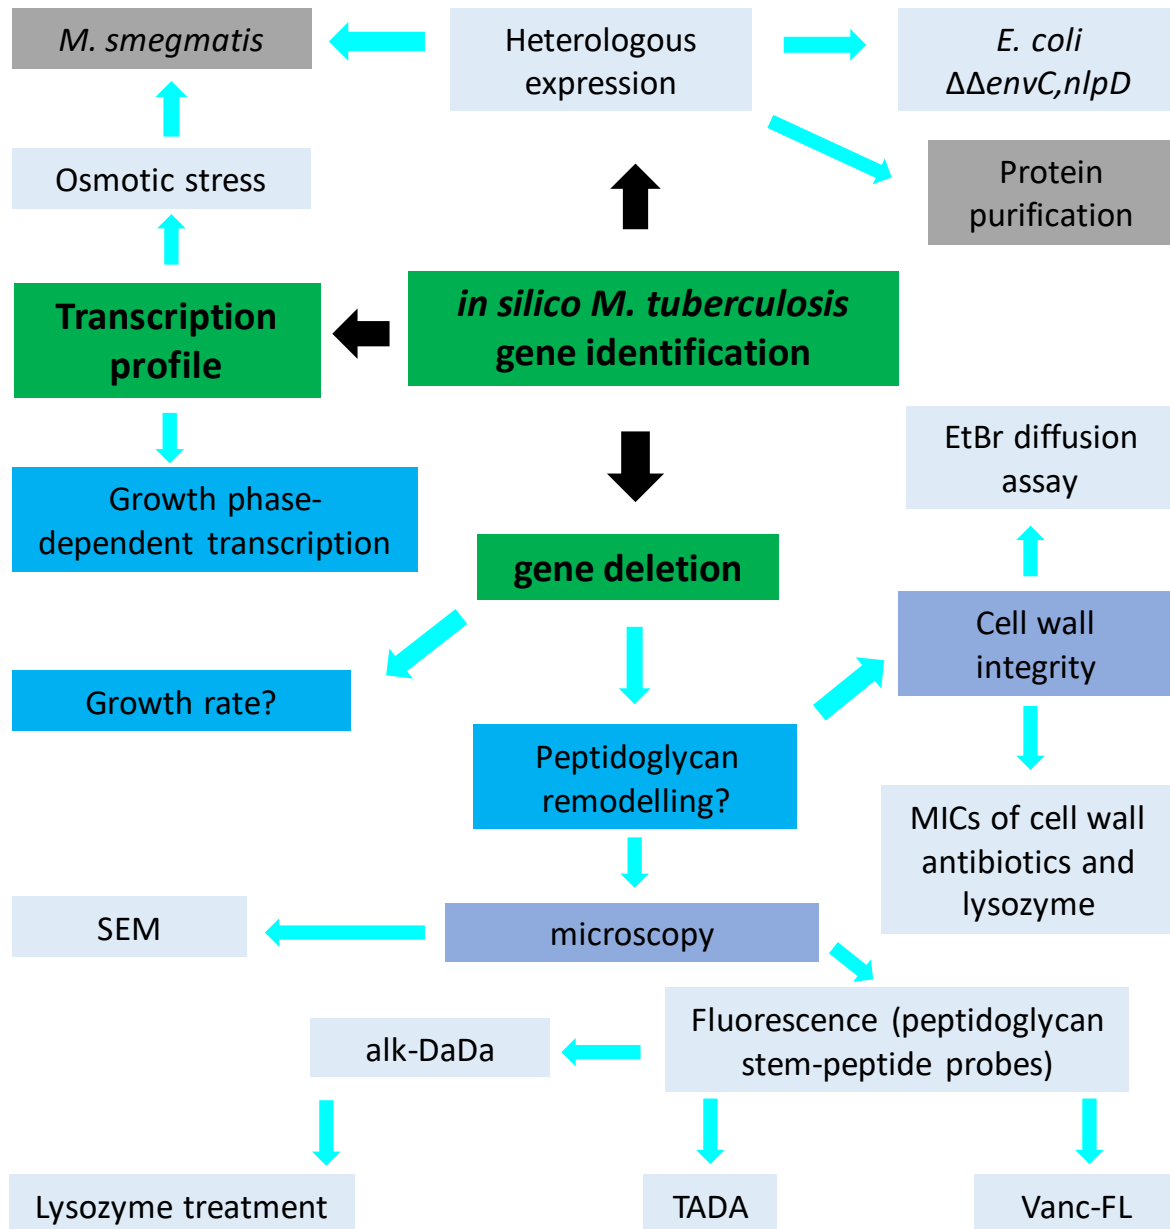 M. smegmatis
Heterologous
expression
E. coli
ΔΔenvC,nlpD
Osmotic stress
Protein
purification
Transcription
profile
in silico M. tuberculosis
gene identification
EtBr diffusion
assay
Growth phase-
dependent transcription
gene deletion
Cell wall
integrity
Growth rate?
Peptidoglycan
remodelling?
MICs of cell wall
antibiotics and
lysozyme
SEM
microscopy
Fluorescence (peptidoglycan
stem-peptide probes)
alk-DaDa
Lysozyme treatment
TADA
Vanc-FL